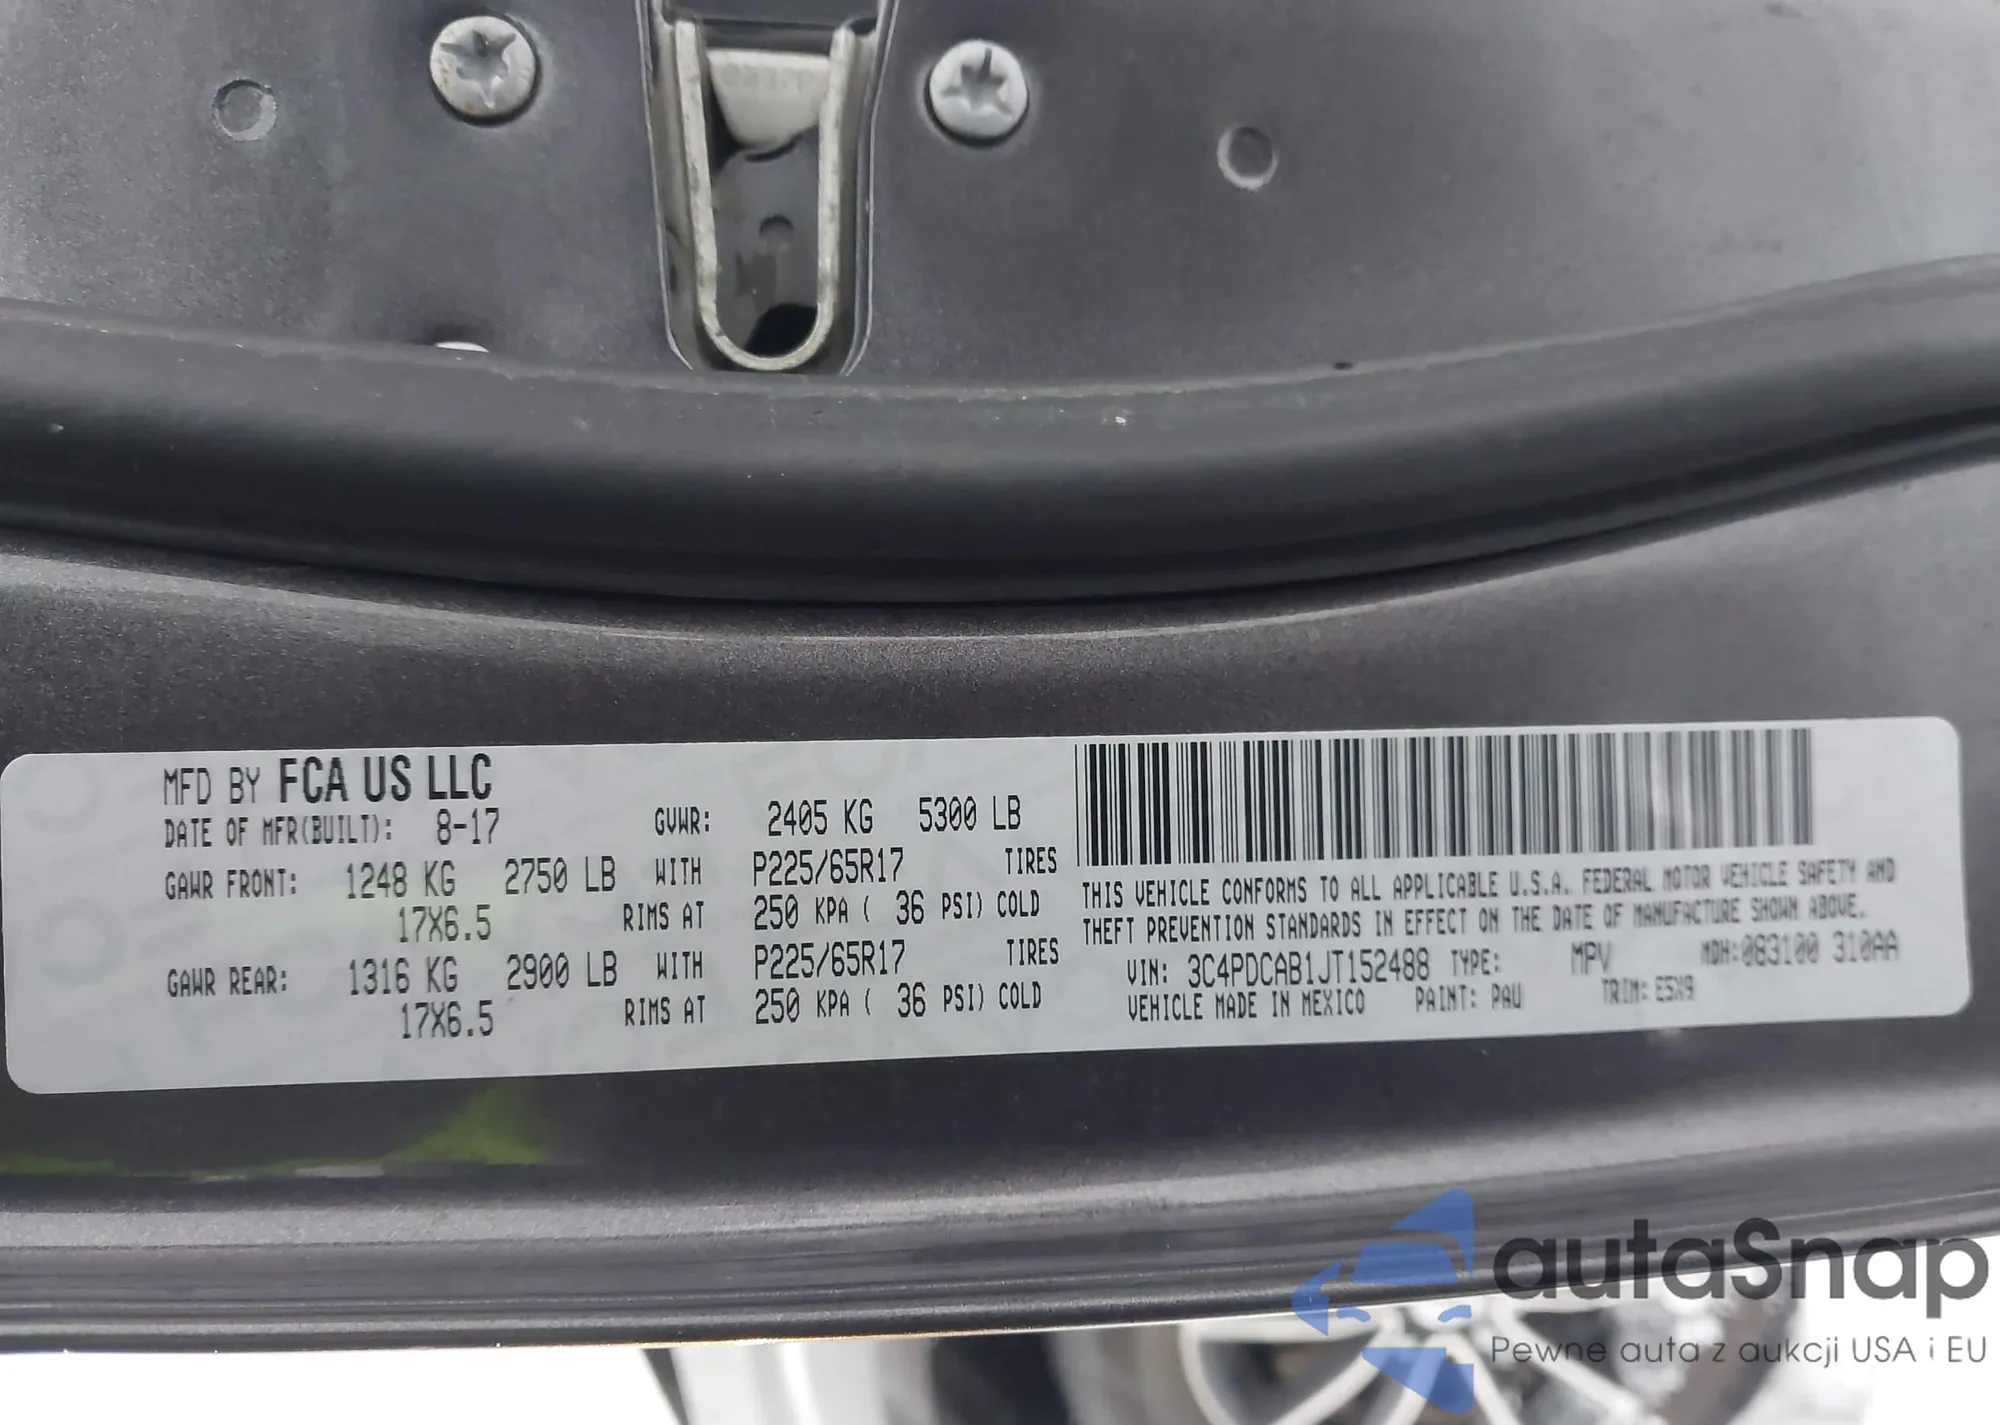 MFD BY FCA US LLC
DATE OF MFR(BUILT): 8-17 GVWR: 2405 KG 5300 LB
GAWR FRONT: 1248 KG 2750 LB WITH P225/65R17 TIRES
17X6.5 RIMS AT 250 KPA ( 36 PSI) COLD
GAWR REAR: 1316 KG 2900 LB WITH P225/65R17 TIRES
17X6.5 RIMS AT 250 KPA ( 36 PSI) COLD
THIS VEHICLE CONFORMS TO ALL APPLICABLE U.S.A. FEDERAL MOTOR VEHICLE SAFETY AND
THEFT PREVENTION STANDARDS IN EFFECT ON THE DATE OF MANUFACTURE SHOWN ABOVE.
VIN: 3C4PDCAB1JT152488 TYPE: MPV MDH:083100 310AA
VEHICLE MADE IN MEXICO PAINT: PAU TRIM: E5X9
autaSnap
Pewne auta z aukcji USA i EU